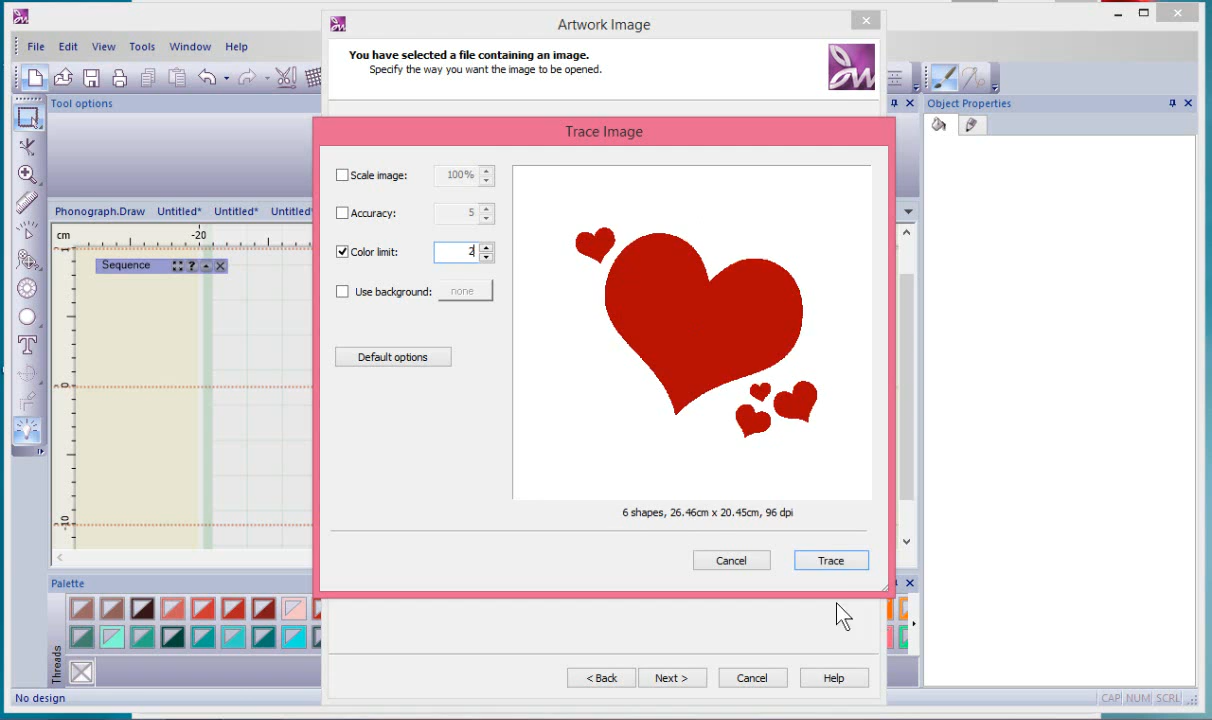 Artwork Image
File Edit View Tools Window Help
You have selected a file containing an image.
Specify the way you want the image to be opened.
Tool options
Object Properties
Trace Image
Scale image: 100%
Accuracy: 5
Color limit: 2
Use background: none
Default options
Phonograph.Draw Untitled* Untitled* Untitled*
cm
-20
Sequence
0
-10
6 shapes, 26.46cm x 20.45cm, 96 dpi
Cancel Trace
Palette
Threads
< Back Next > Cancel Help
No design
CAP NUM SCRL